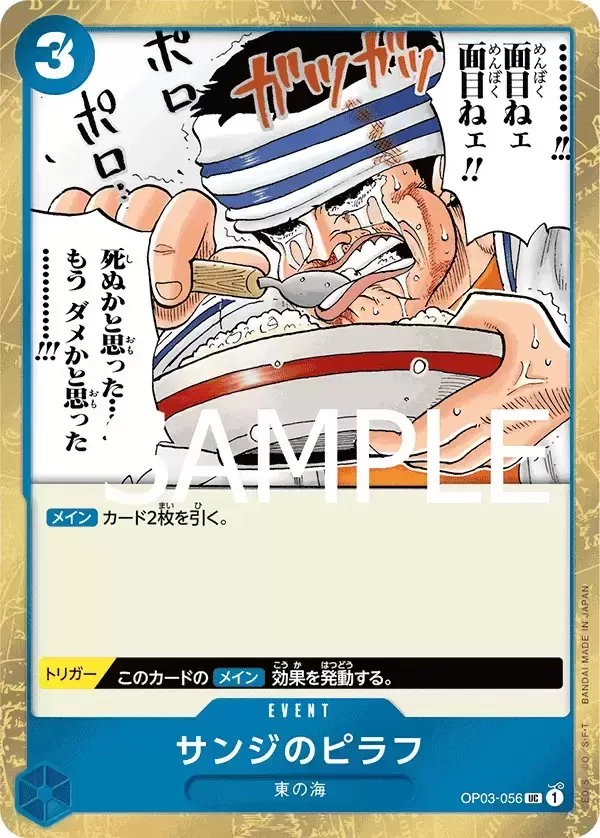 3
ガツガツ
ポロ
ポロ…
………
面目ねェ
面目ねェ!!
………
死ぬかと思った…
もう ダメかと思った
………!!!
SAMPLE
メイン カード2枚を引く。
トリガー このカードの メイン 効果を発動する。
EVENT
サンジのピラフ
東の海
OP03-056 UC 1
BANDAI MADE IN JAPAN